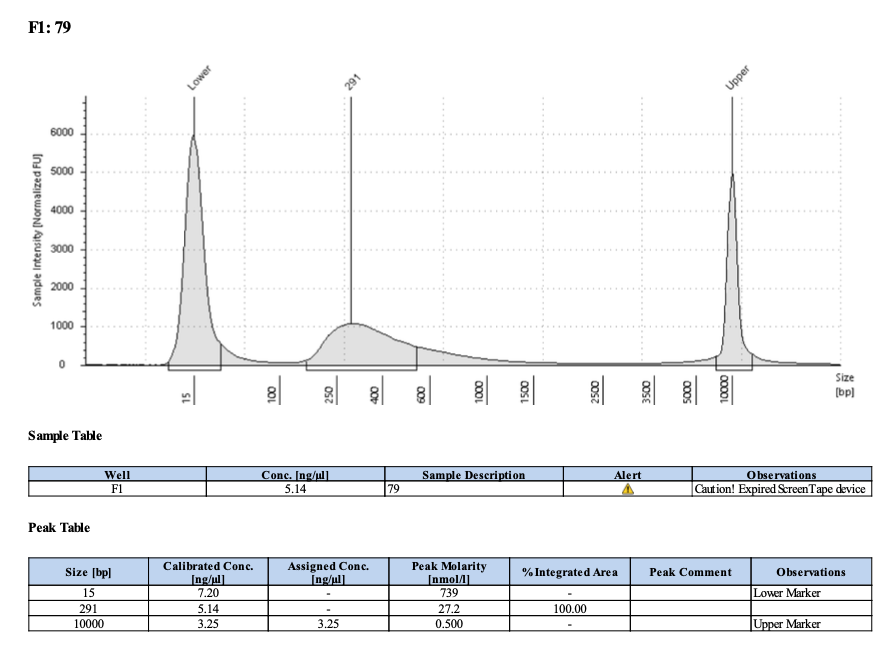 F1: 79
Lower
291
Upper
Sample Intensity [Normalized FU]
6000
5000
4000
3000
2000
1000
0
15
100
250
400
600
1000
1500
2500
3500
5000
10000
Size
[bp]
Sample Table
Well Conc. [ng/µl] Sample Description Alert Observations
F1 5.14 79 Caution! Expired ScreenTape device
Peak Table
Size [bp] Calibrated Conc. [ng/µl] Assigned Conc. [ng/µl] Peak Molarity [nmol/l] % Integrated Area Peak Comment Observations
15 7.20 - 739 - Lower Marker
291 5.14 - 27.2 100.00
10000 3.25 3.25 0.500 - Upper Marker